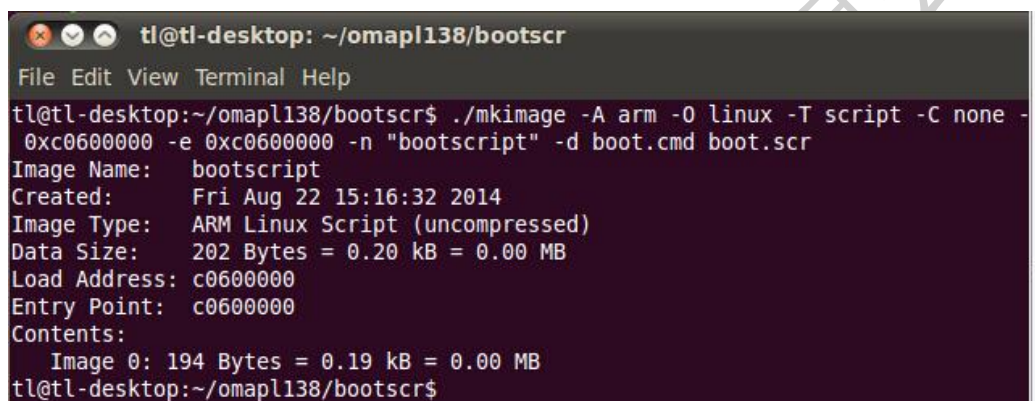 tl@tl-desktop: ~/omapl138/bootscr
File Edit View Terminal Help
tl@tl-desktop:~/omapl138/bootscr$ ./mkimage -A arm -O linux -T script -C none -
0xc0600000 -e 0xc0600000 -n "bootscript" -d boot.cmd boot.scr
Image Name: bootscript
Created: Fri Aug 22 15:16:32 2014
Image Type: ARM Linux Script (uncompressed)
Data Size: 202 Bytes = 0.20 kB = 0.00 MB
Load Address: c0600000
Entry Point: c0600000
Contents:
Image 0: 194 Bytes = 0.19 kB = 0.00 MB
tl@tl-desktop:~/omapl138/bootscr$